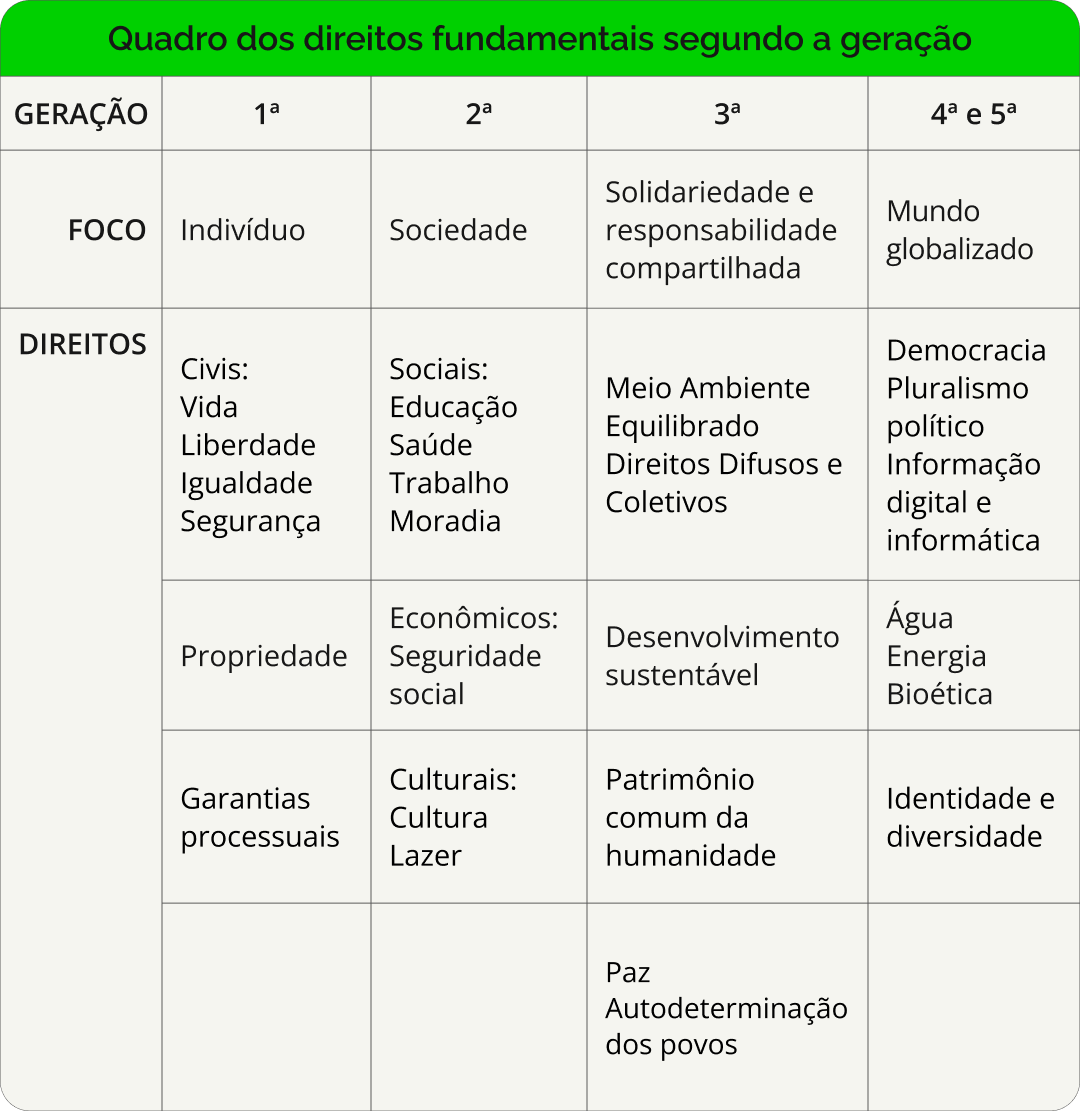 Quadro dos direitos fundamentais segundo a geração
GERAÇÃO
1ª
2ª
3ª
4ª e 5ª
FOCO
Indivíduo
Sociedade
Solidariedade e
responsabilidade
compartilhada
Mundo
globalizado
DIREITOS
Civis:
Vida
Liberdade
Igualdade
Segurança
Sociais:
Educação
Saúde
Trabalho
Moradia
Meio Ambiente
Equilibrado
Direitos Difusos e
Coletivos
Democracia
Pluralismo
político
Informação
digital e
informática
Propriedade
Econômicos:
Seguridade
social
Desenvolvimento
sustentável
Água
Energia
Bioética
Garantias
processuais
Culturais:
Cultura
Lazer
Patrimônio
comum da
humanidade
Identidade e
diversidade
Paz
Autodeterminação
dos povos